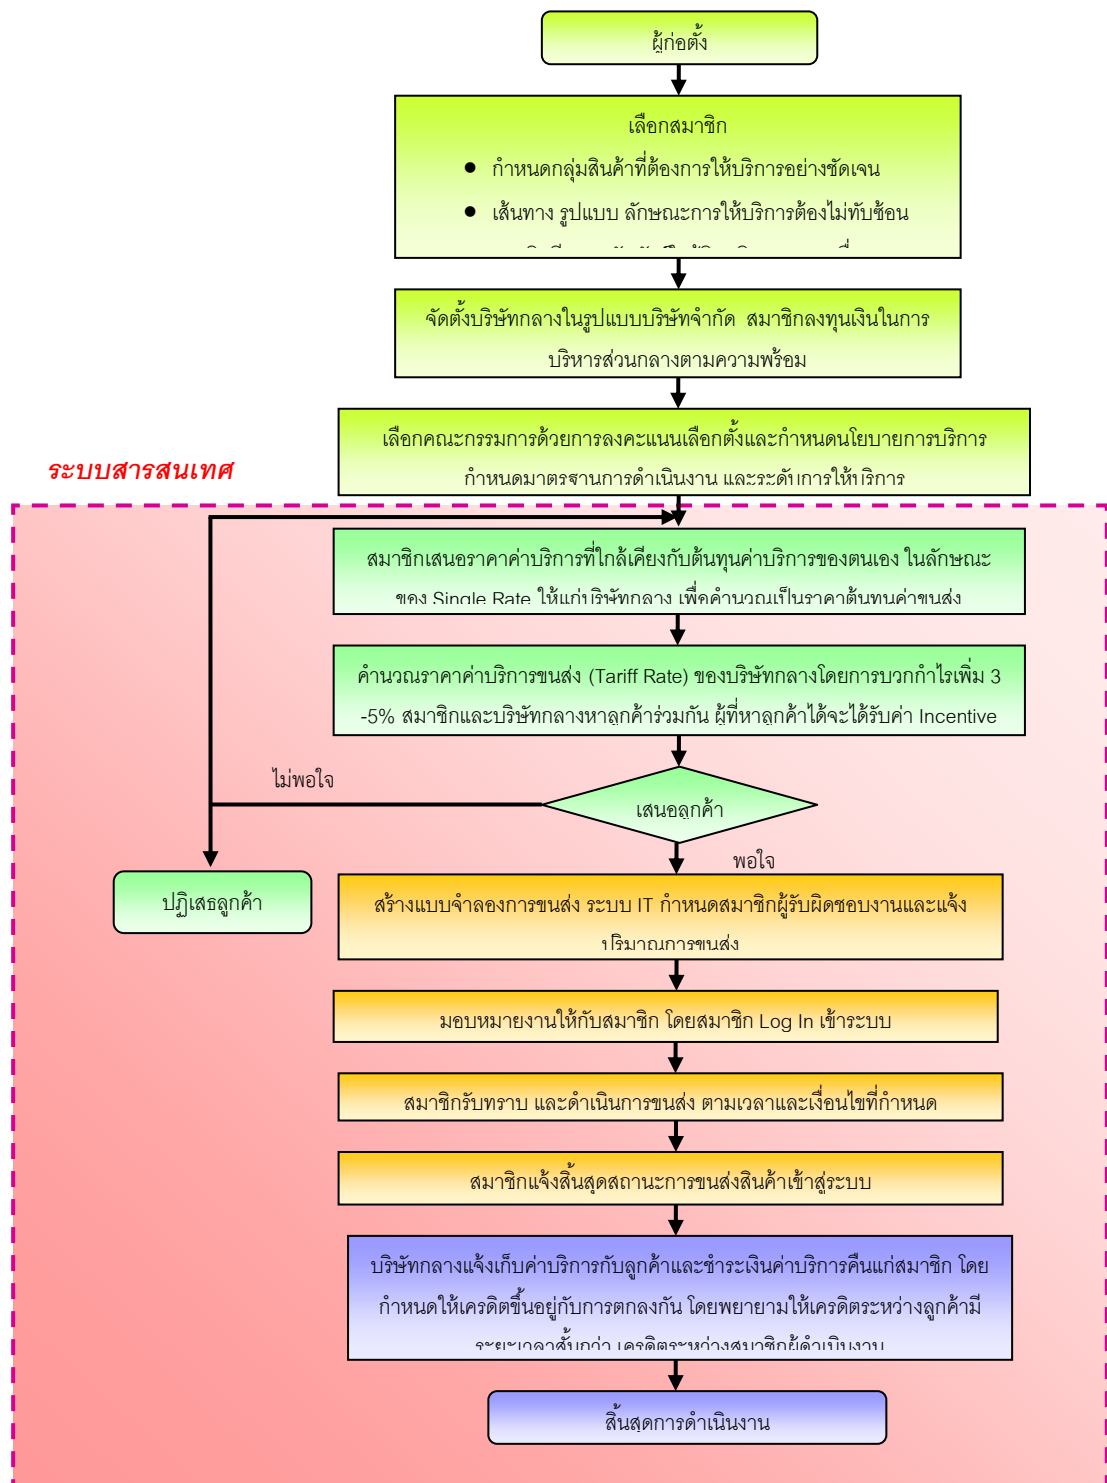 ผู้ก่อตั้ง
เลือกสมาชิก
● กำหนดกลุ่มสินค้าที่ต้องการให้บริการอย่างชัดเจน
● เส้นทาง รูปแบบ ลักษณะการให้บริการต้องไม่ทับซ้อน
จัดตั้งบริษัทกลางในรูปแบบบริษัทจำกัด สมาชิกลงทุนเงินในการ
บริหารส่วนกลางตามความพร้อม
เลือกคณะกรรมการด้วยการลงคะแนนเลือกตั้งและกำหนดนโยบายการบริการ
กำหนดมาตรฐานการดำเนินงาน และระดับการให้บริการ
ระบบสารสนเทศ
สมาชิกเสนอราคาค่าบริการที่ใกล้เคียงกับต้นทุนค่าบริการของตนเอง ในลักษณะ
ของ Single Rate ให้แก่บริษัทกลาง เพื่อคำนวณเป็นราคาต้นทุนค่าขนส่ง
คำนวณราคาค่าบริการขนส่ง (Tariff Rate) ของบริษัทกลางโดยการบวกกำไรเพิ่ม 3
-5% สมาชิกและบริษัทกลางหาลูกค้าร่วมกัน ผู้ที่หาลูกค้าได้จะได้รับค่า Incentive
ไม่พอใจ
เสนอลูกค้า
พอใจ
ปฏิเสธลูกค้า
สร้างแบบจำลองการขนส่ง ระบบ IT กำหนดสมาชิกผู้รับผิดชอบงานและแจ้ง
ปริมาณการขนส่ง
มอบหมายงานให้กับสมาชิก โดยสมาชิก Log In เข้าระบบ
สมาชิกรับทราบ และดำเนินการขนส่ง ตามเวลาและเงื่อนไขที่กำหนด
สมาชิกแจ้งสิ้นสุดสถานะการขนส่งสินค้าเข้าสู่ระบบ
บริษัทกลางแจ้งเก็บค่าบริการกับลูกค้าและชำระเงินค่าบริการคืนแก่สมาชิก โดย
กำหนดให้เครดิตขึ้นอยู่กับการตกลงกัน โดยพยายามให้เครดิตระหว่างลูกค้ามี
ระยะเวลาสั้นกว่า เครดิตระหว่างสมาชิกผู้ดำเนินงาน
สิ้นสุดการดำเนินงาน